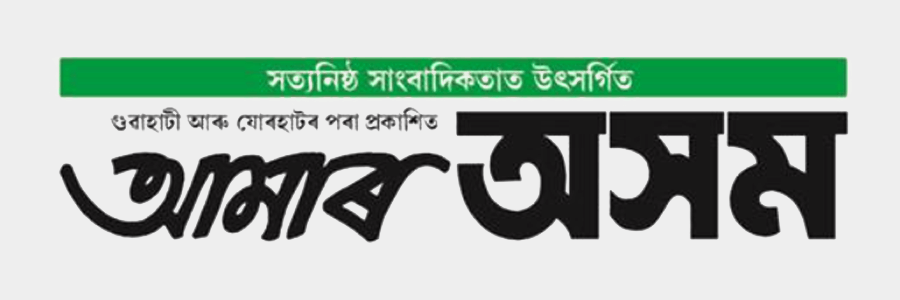 সত্যনিষ্ঠ সাংবাদিকতাত উৎসৰ্গিত
গুৱাহাটী আৰু যোৰহাটৰ পৰা প্ৰকাশিত
আমাৰ অসম